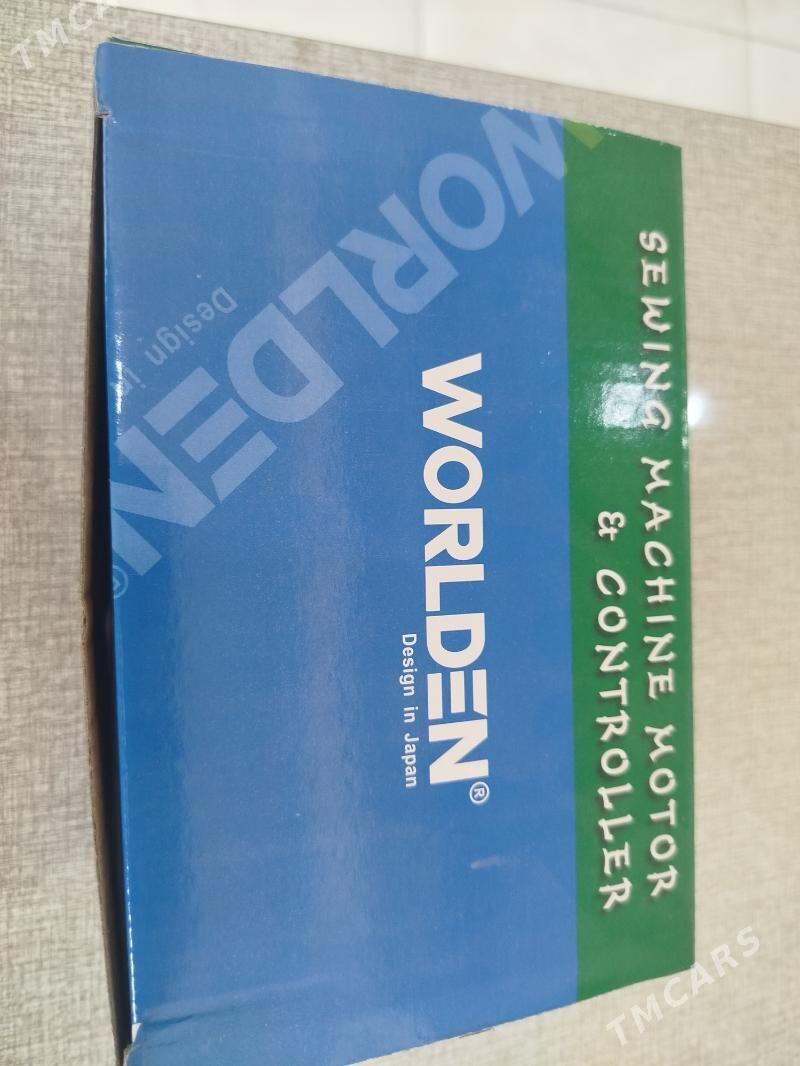 SEWING MACHINE MOTOR
& CONTROLLER
WORLDEN®
Design in Japan
WORLDEN®
Design in
TMCARS
TMCARS